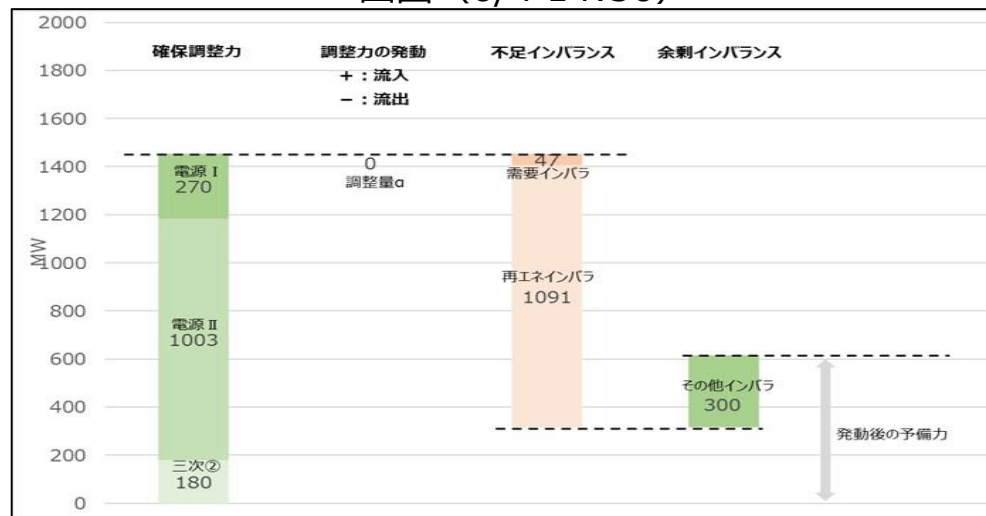 2000
1800
1600
1400
1200
1000
800
600
400
200
0
MW
確保調整力
調整力の発動
+:流入
-:流出
不足インバランス
余剰インバランス
電源Ⅰ
270
電源Ⅱ
1003
三次②
180
0
調整量α
47
需要インバラ
再エネインバラ
1091
その他インバラ
300
発動後の予備力